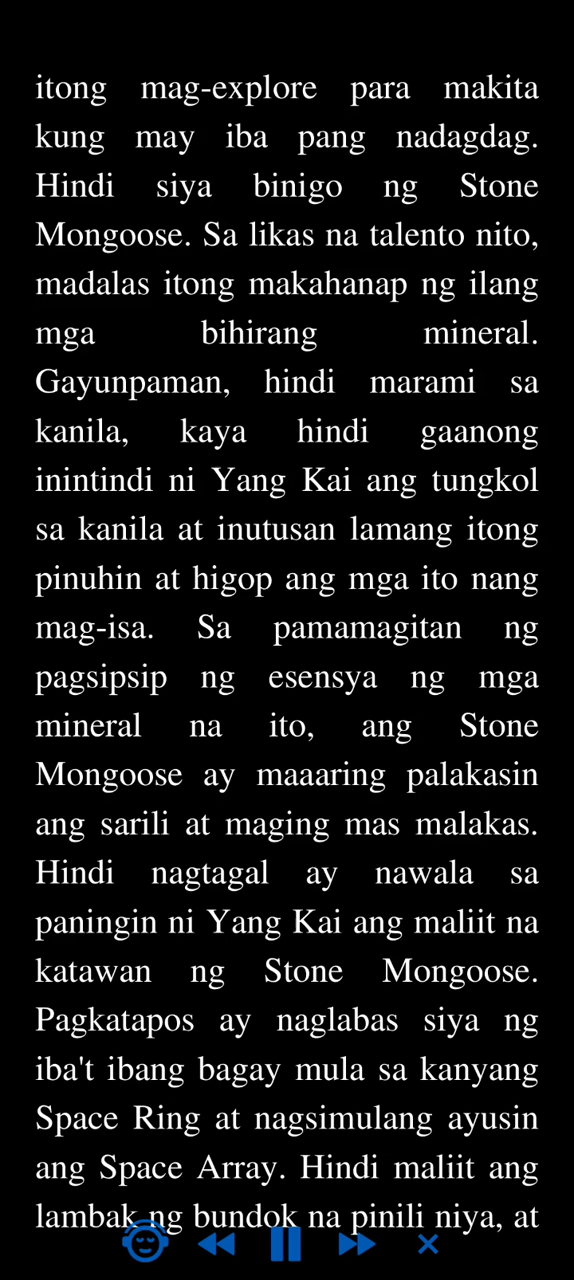 itong mag-explore para makita
kung may iba pang nadagdag.
Hindi siya binigo ng Stone
Mongoose. Sa likas na talento nito,
madalas itong makahanap ng ilang
mga bihirang mineral.
Gayunpaman, hindi marami sa
kanila, kaya hindi gaanong
inintindi ni Yang Kai ang tungkol
sa kanila at inutusan lamang itong
pinuhin at higop ang mga ito nang
mag-isa. Sa pamamagitan ng
pagsipsip ng esensya ng mga
mineral na ito, ang Stone
Mongoose ay maaaring palakasin
ang sarili at maging mas malakas.
Hindi nagtagal ay nawala sa
paningin ni Yang Kai ang maliit na
katawan ng Stone Mongoose.
Pagkatapos ay naglabas siya ng
iba't ibang bagay mula sa kanyang
Space Ring at nagsimulang ayusin
ang Space Array. Hindi maliit ang
lambak ng bundok na pinili niya, at